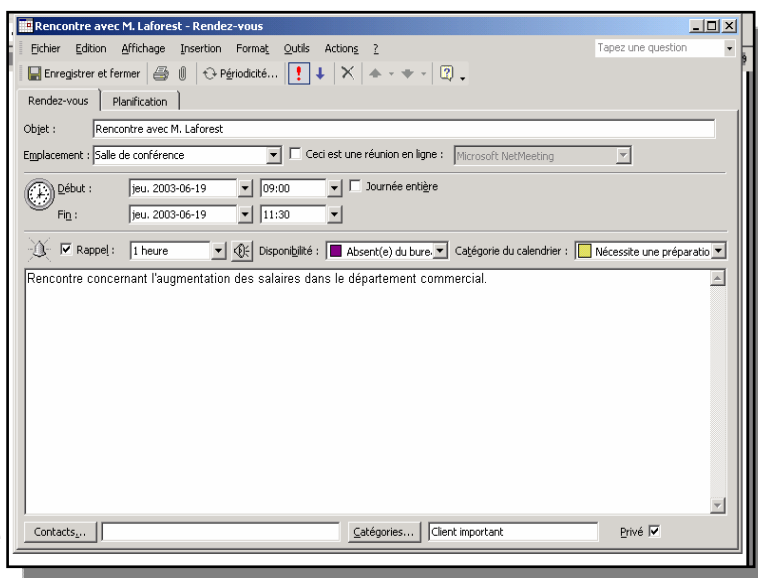 Rencontre avec M. Laforest - Rendez-vous
Fichier Edition Affichage Insertion Format Outils Actions ? Tapez une question
Enregistrer et fermer Périodicité...
Rendez-vous Planification
Objet : Rencontre avec M. Laforest
Emplacement : Salle de conférence Ceci est une réunion en ligne : Microsoft NetMeeting
Début : jeu. 2003-06-19 09:00 Journée entière
Fin : jeu. 2003-06-19 11:30
Rappel : 1 heure Disponibilité : Absent(e) du bure Catégorie du calendrier : Nécessite une préparatio
Rencontre concernant l'augmentation des salaires dans le département commercial.
Contacts... Catégories... Client important Privé